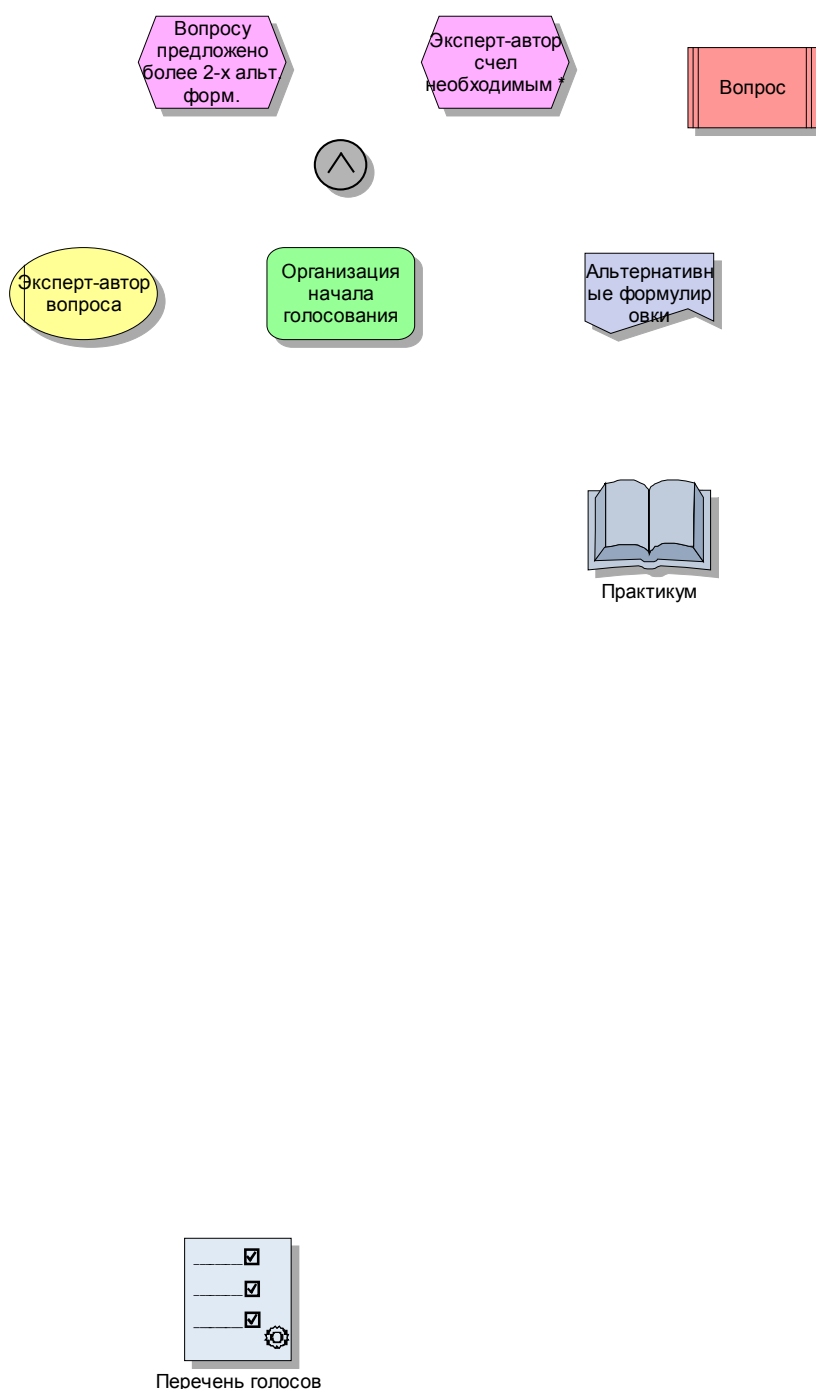 Вопросу
предложено
более 2-х альт.
форм.
Эксперт-автор
счел
необходимым *
Вопрос
Эксперт-автор
вопроса
Организация
начала
голосования
Альтернативн
ые формулир
овки
Практикум
Перечень голосов